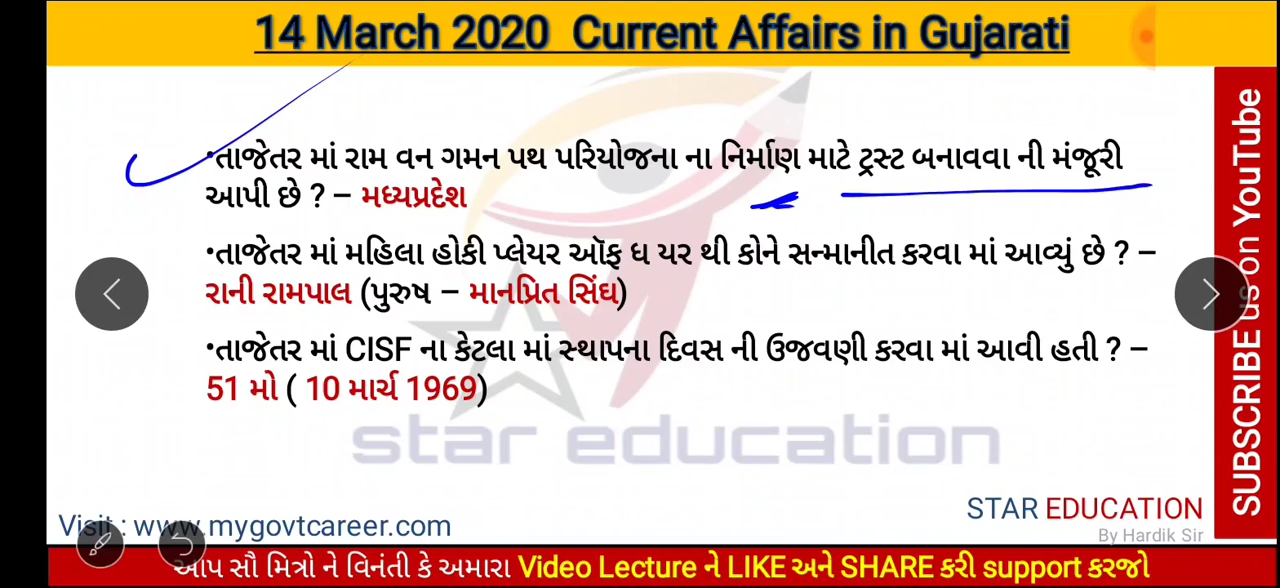 14 March 2020 Current Affairs in Gujarati
•તાજેતર માં રામ વન ગમન પથ પરિયોજના ના નિર્માણ માટે ટ્રસ્ટ બનાવવા ની મંજૂરી
આપી છે ? – મધ્યપ્રદેશ
•તાજેતર માં મહિલા હોકી પ્લેયર ઑફ ધ યર થી કોને સન્માનીત કરવા માં આવ્યું છે ? –
રાની રામપાલ (પુરુષ – માનપ્રિત સિંઘ)
•તાજેતર માં CISF ના કેટલા માં સ્થાપના દિવસ ની ઉજવણી કરવા માં આવી હતી ? –
51 મો ( 10 માર્ચ 1969)
star education
STAR EDUCATION
By Hardik Sir
Visit : www.mygovtcareer.com
આપ સૌ મિત્રો ને વિનંતી કે અમારા Video Lecture ને LIKE અને SHARE કરી support કરજો
SUBSCRIBE us on YouTube